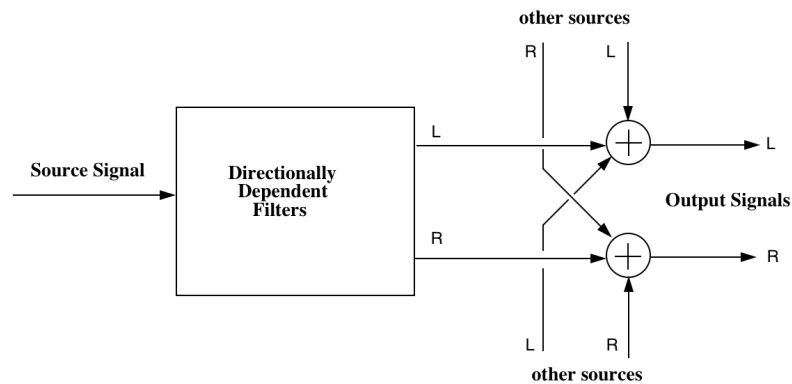 other sources
R
L
L
L
Source Signal
Directionally
Dependent
Filters
Output Signals
R
R
L
R
other sources